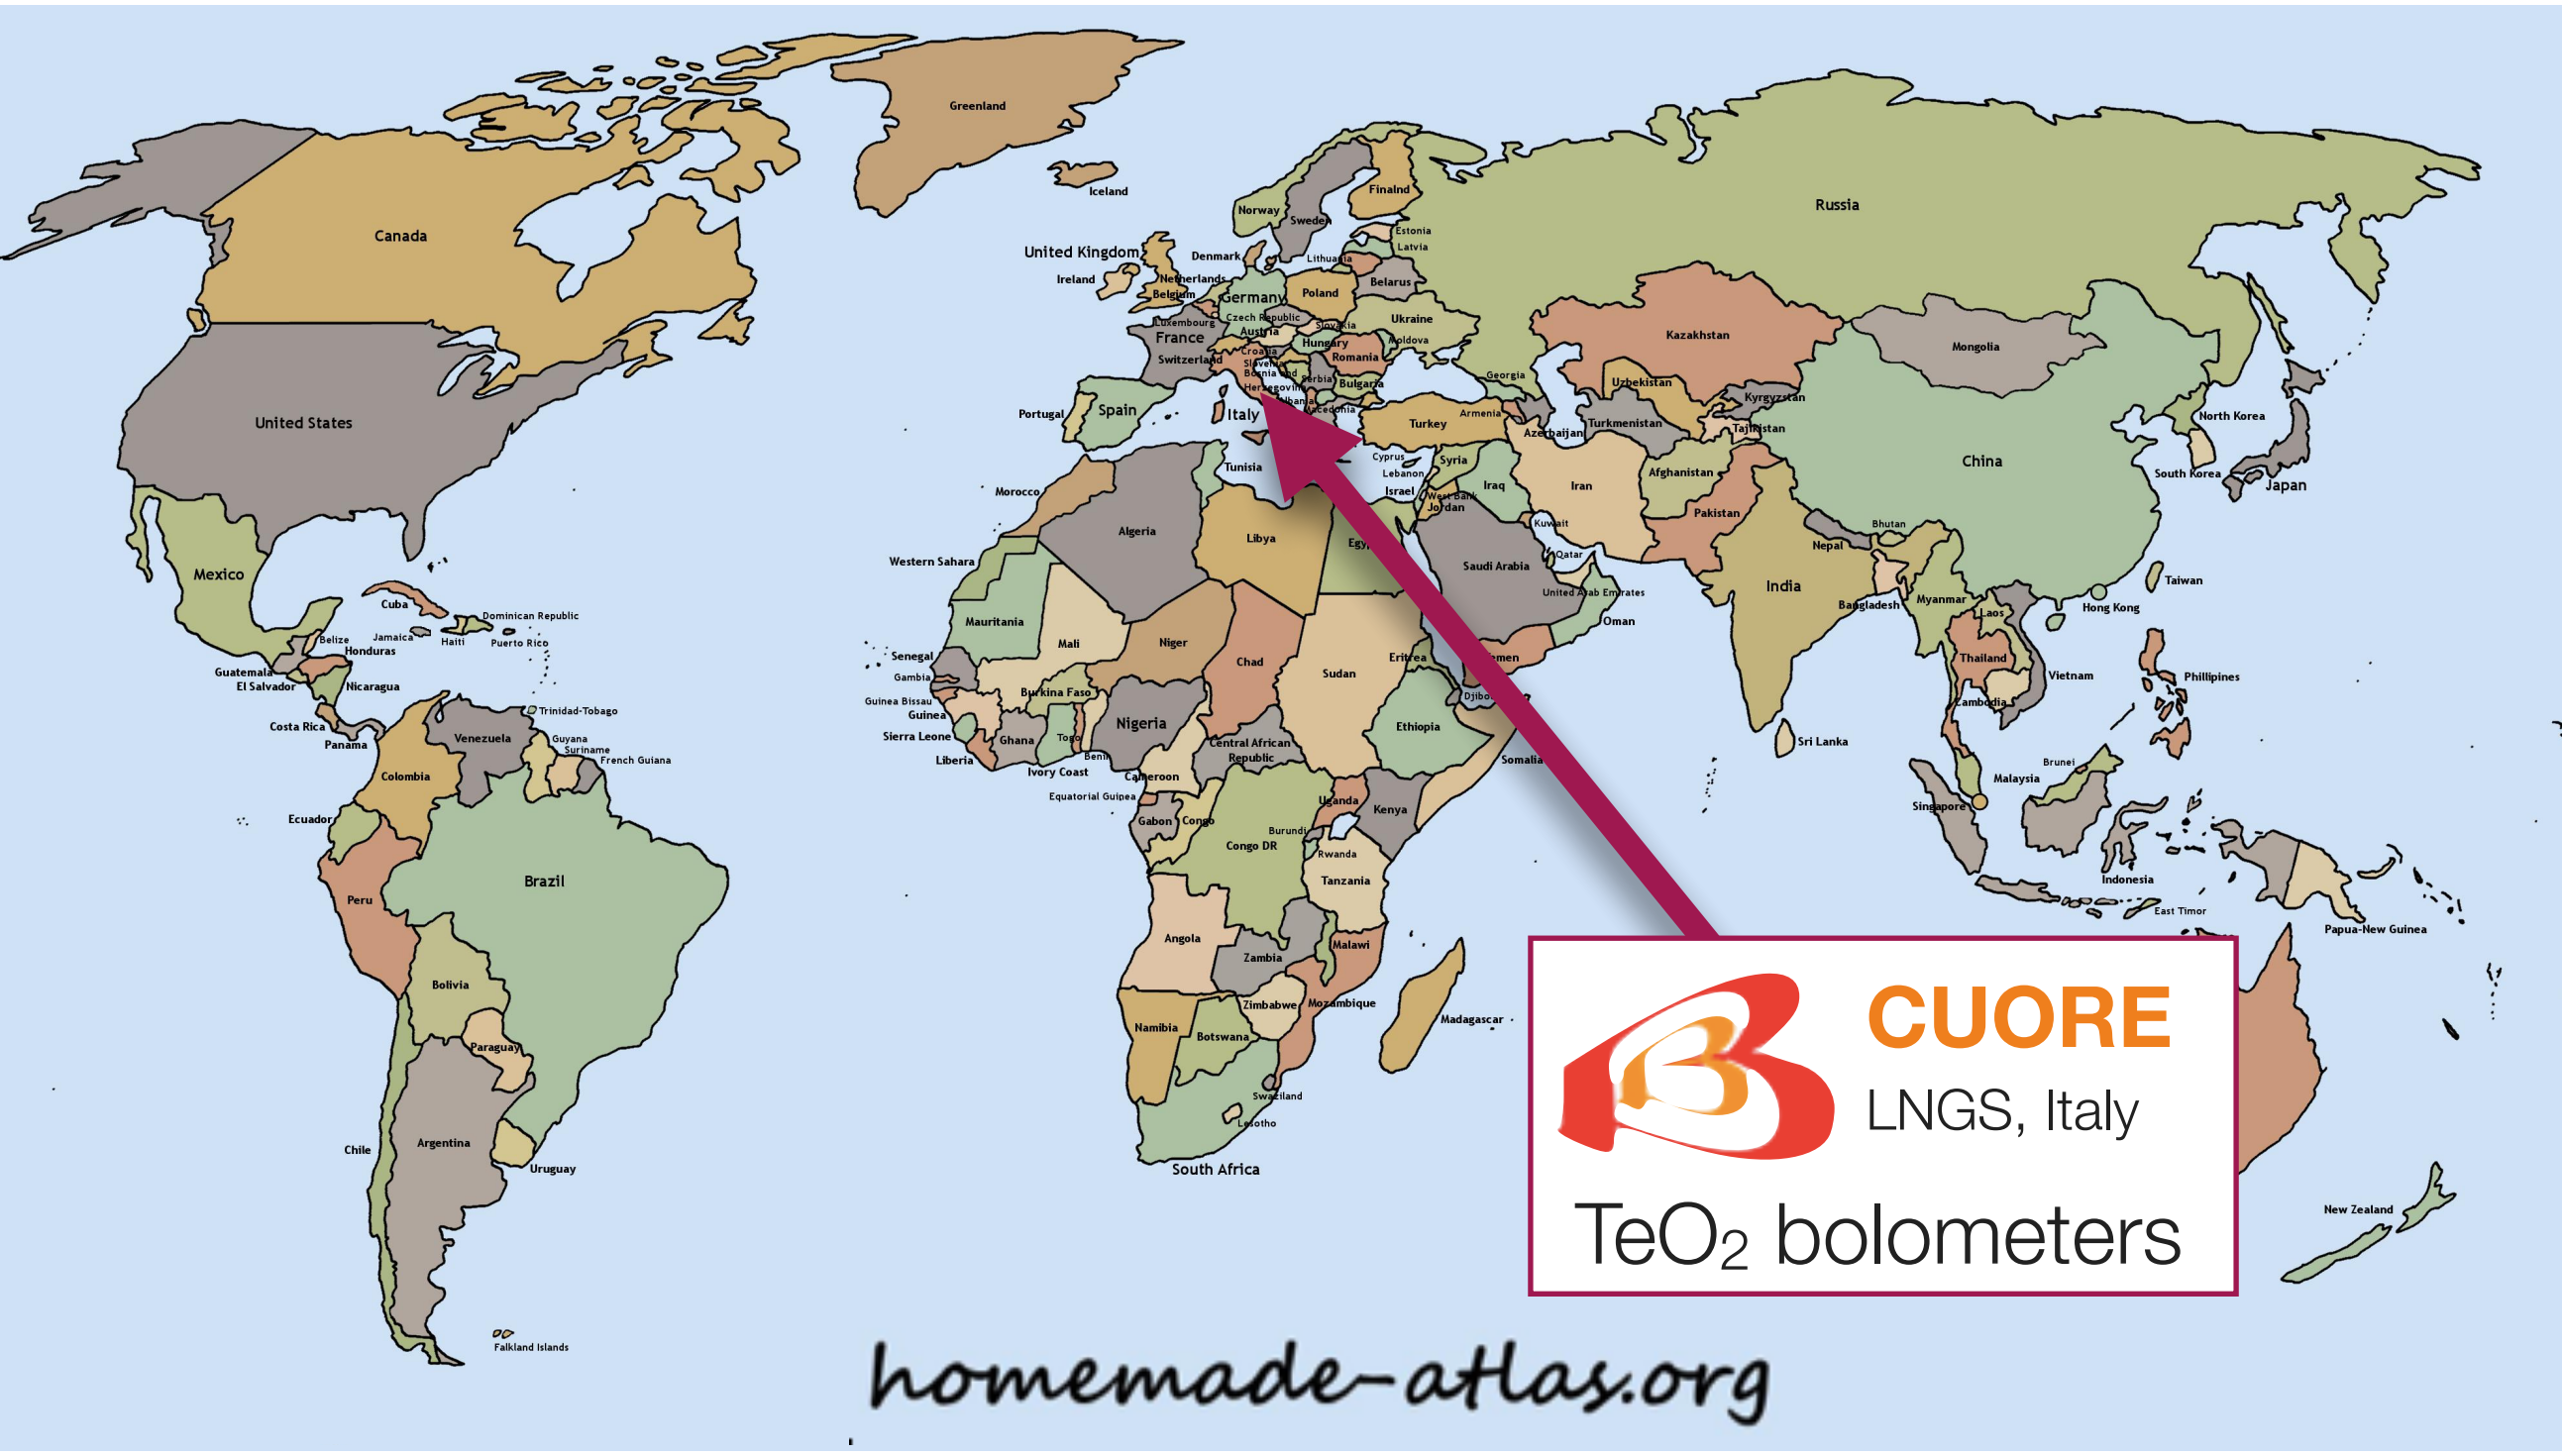 Greenland
Iceland
Canada
United States
Mexico
Cuba
Dominican Republic
Jamaica
Haiti
Puerto Rico
Belize
Honduras
Guatemala
El Salvador
Nicaragua
Costa Rica
Panama
Trinidad-Tobago
Venezuela
Guyana
Suriname
French Guiana
Colombia
Ecuador
Peru
Brazil
Bolivia
Paraguay
Chile
Argentina
Uruguay
Falkland Islands
Norway
Sweden
Finalnd
Russia
Estonia
Latvia
Lithuania
Denmark
United Kingdom
Ireland
Netherlands
Belgium
Germany
Poland
Belarus
Luxembourg
Czech Republic
Slovakia
Ukraine
France
Austria
Hungary
Moldova
Switzerland
Croatia
Slovenia
Romania
Bosnia and
Herzegovina
Serbia
Bulgaria
Albania
Macedonia
Portugal
Spain
Italy
Turkey
Georgia
Armenia
Azerbaijan
Kazakhstan
Uzbekistan
Turkmenistan
Kyrgyzstan
Tajikistan
Mongolia
China
North Korea
South Korea
Japan
Cyprus
Lebanon
Syria
Israel
West Bank
Jordan
Iraq
Iran
Afghanistan
Pakistan
Kuwait
Qatar
Saudi Arabia
United Arab Emirates
Oman
Yemen
Nepal
Bhutan
India
Bangladesh
Myanmar
Laos
Taiwan
Hong Kong
Thailand
Vietnam
Cambodia
Phillipines
Sri Lanka
Malaysia
Brunei
Singapore
Indonesia
East Timor
Papua-New Guinea
New Zealand
Morocco
Tunisia
Algeria
Libya
Egypt
Western Sahara
Mauritania
Mali
Niger
Chad
Sudan
Eritrea
Djibouti
Senegal
Gambia
Guinea Bissau
Guinea
Sierra Leone
Liberia
Burkina Faso
Ghana
Ivory Coast
Togo
Benin
Nigeria
Cameroon
Central African
Republic
Ethiopia
Somalia
Equatorial Guinea
Gabon
Congo
Congo DR
Uganda
Kenya
Burundi
Rwanda
Tanzania
Angola
Zambia
Malawi
Zimbabwe
Mozambique
Madagascar
Namibia
Botswana
Swaziland
Lesotho
South Africa
CUORE
LNGS, Italy
TeO2 bolometers
homemade-atlas.org